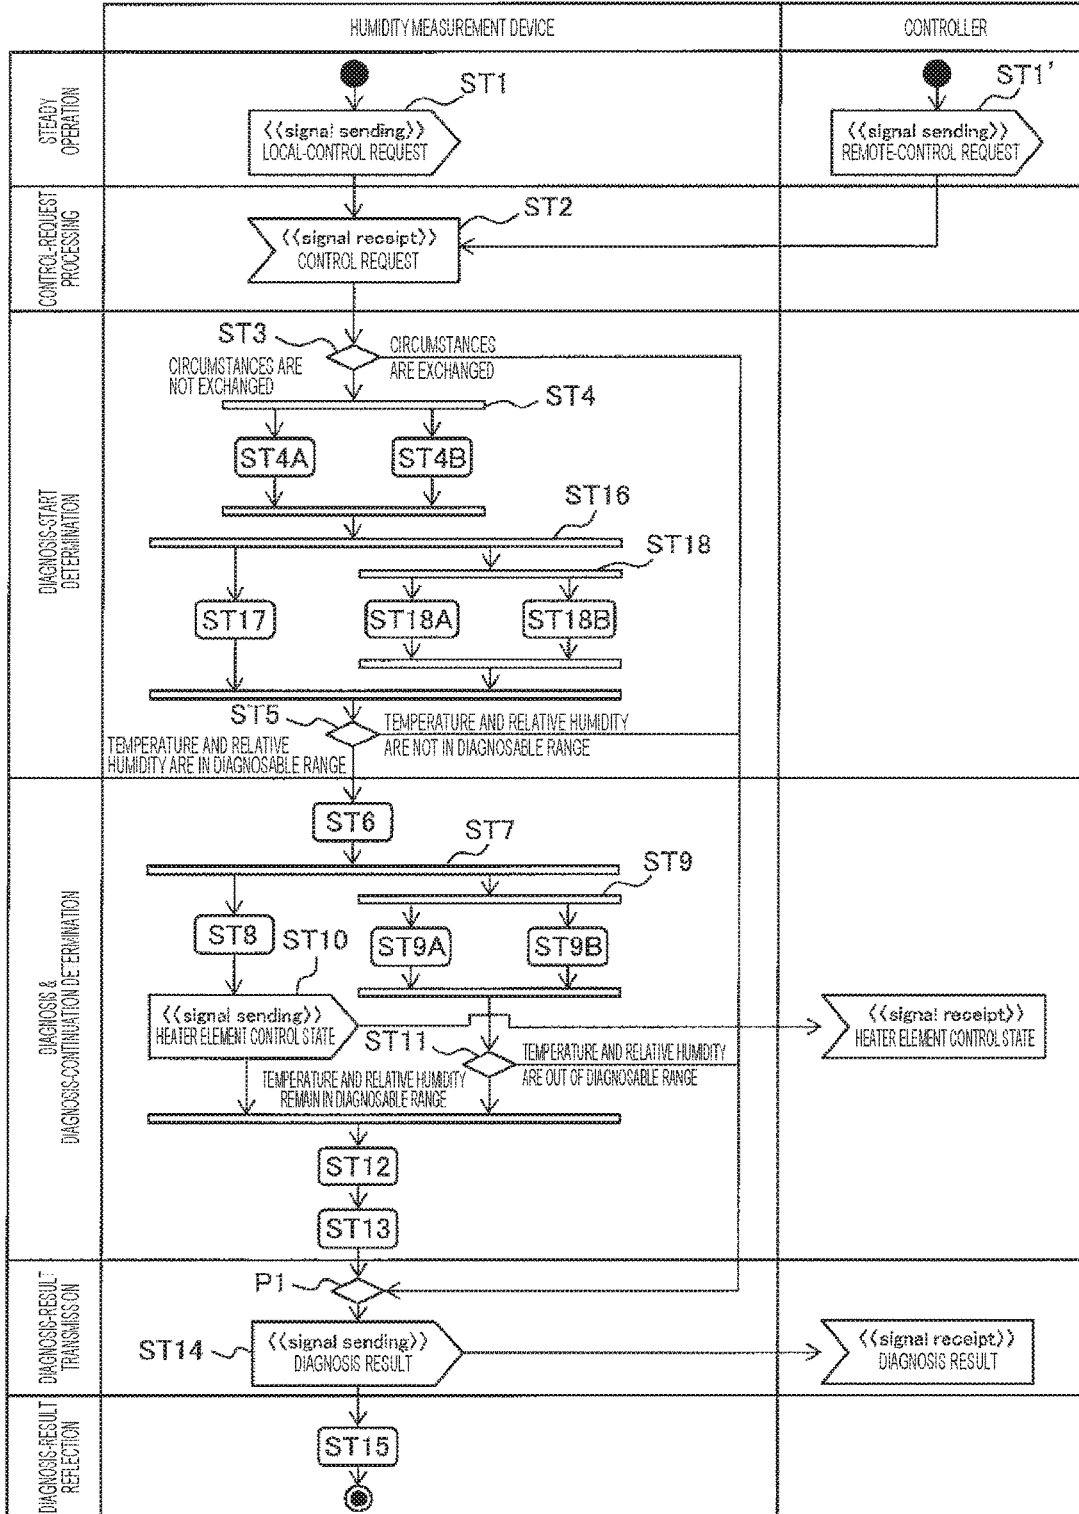 HUMIDITY MEASUREMENT DEVICE
CONTROLLER
STEADY
OPERATION
ST1
ST1'
《signal sending》
LOCAL-CONTROL REQUEST
《signal sending》
REMOTE-CONTROL REQUEST
CONTROL-REQUEST
PROCESSING
ST2
《signal receipt》
CONTROL REQUEST
DIAGNOSIS-START
DETERMINATION
ST3
CIRCUMSTANCES
ARE EXCHANGED
CIRCUMSTANCES ARE
NOT EXCHANGED
ST4
ST4A
ST4B
ST16
ST18
ST17
ST18A
ST18B
ST5
TEMPERATURE AND RELATIVE HUMIDITY
ARE NOT IN DIAGNOSABLE RANGE
TEMPERATURE AND RELATIVE
HUMIDITY ARE IN DIAGNOSABLE RANGE
DIAGNOSIS &
DIAGNOSIS-CONTINUATION DETERMINATION
ST6
ST7
ST9
ST8
ST10
ST9A
ST9B
《signal sending》
HEATER ELEMENT CONTROL STATE
《signal receipt》
HEATER ELEMENT CONTROL STATE
ST11
TEMPERATURE AND RELATIVE HUMIDITY
ARE OUT OF DIAGNOSABLE RANGE
TEMPERATURE AND RELATIVE HUMIDITY
REMAIN IN DIAGNOSABLE RANGE
ST12
ST13
DIAGNOSIS-RESULT
TRANSMISSION
P1
ST14
《signal sending》
DIAGNOSIS RESULT
《signal receipt》
DIAGNOSIS RESULT
DIAGNOSIS-RESULT
REFLECTION
ST15